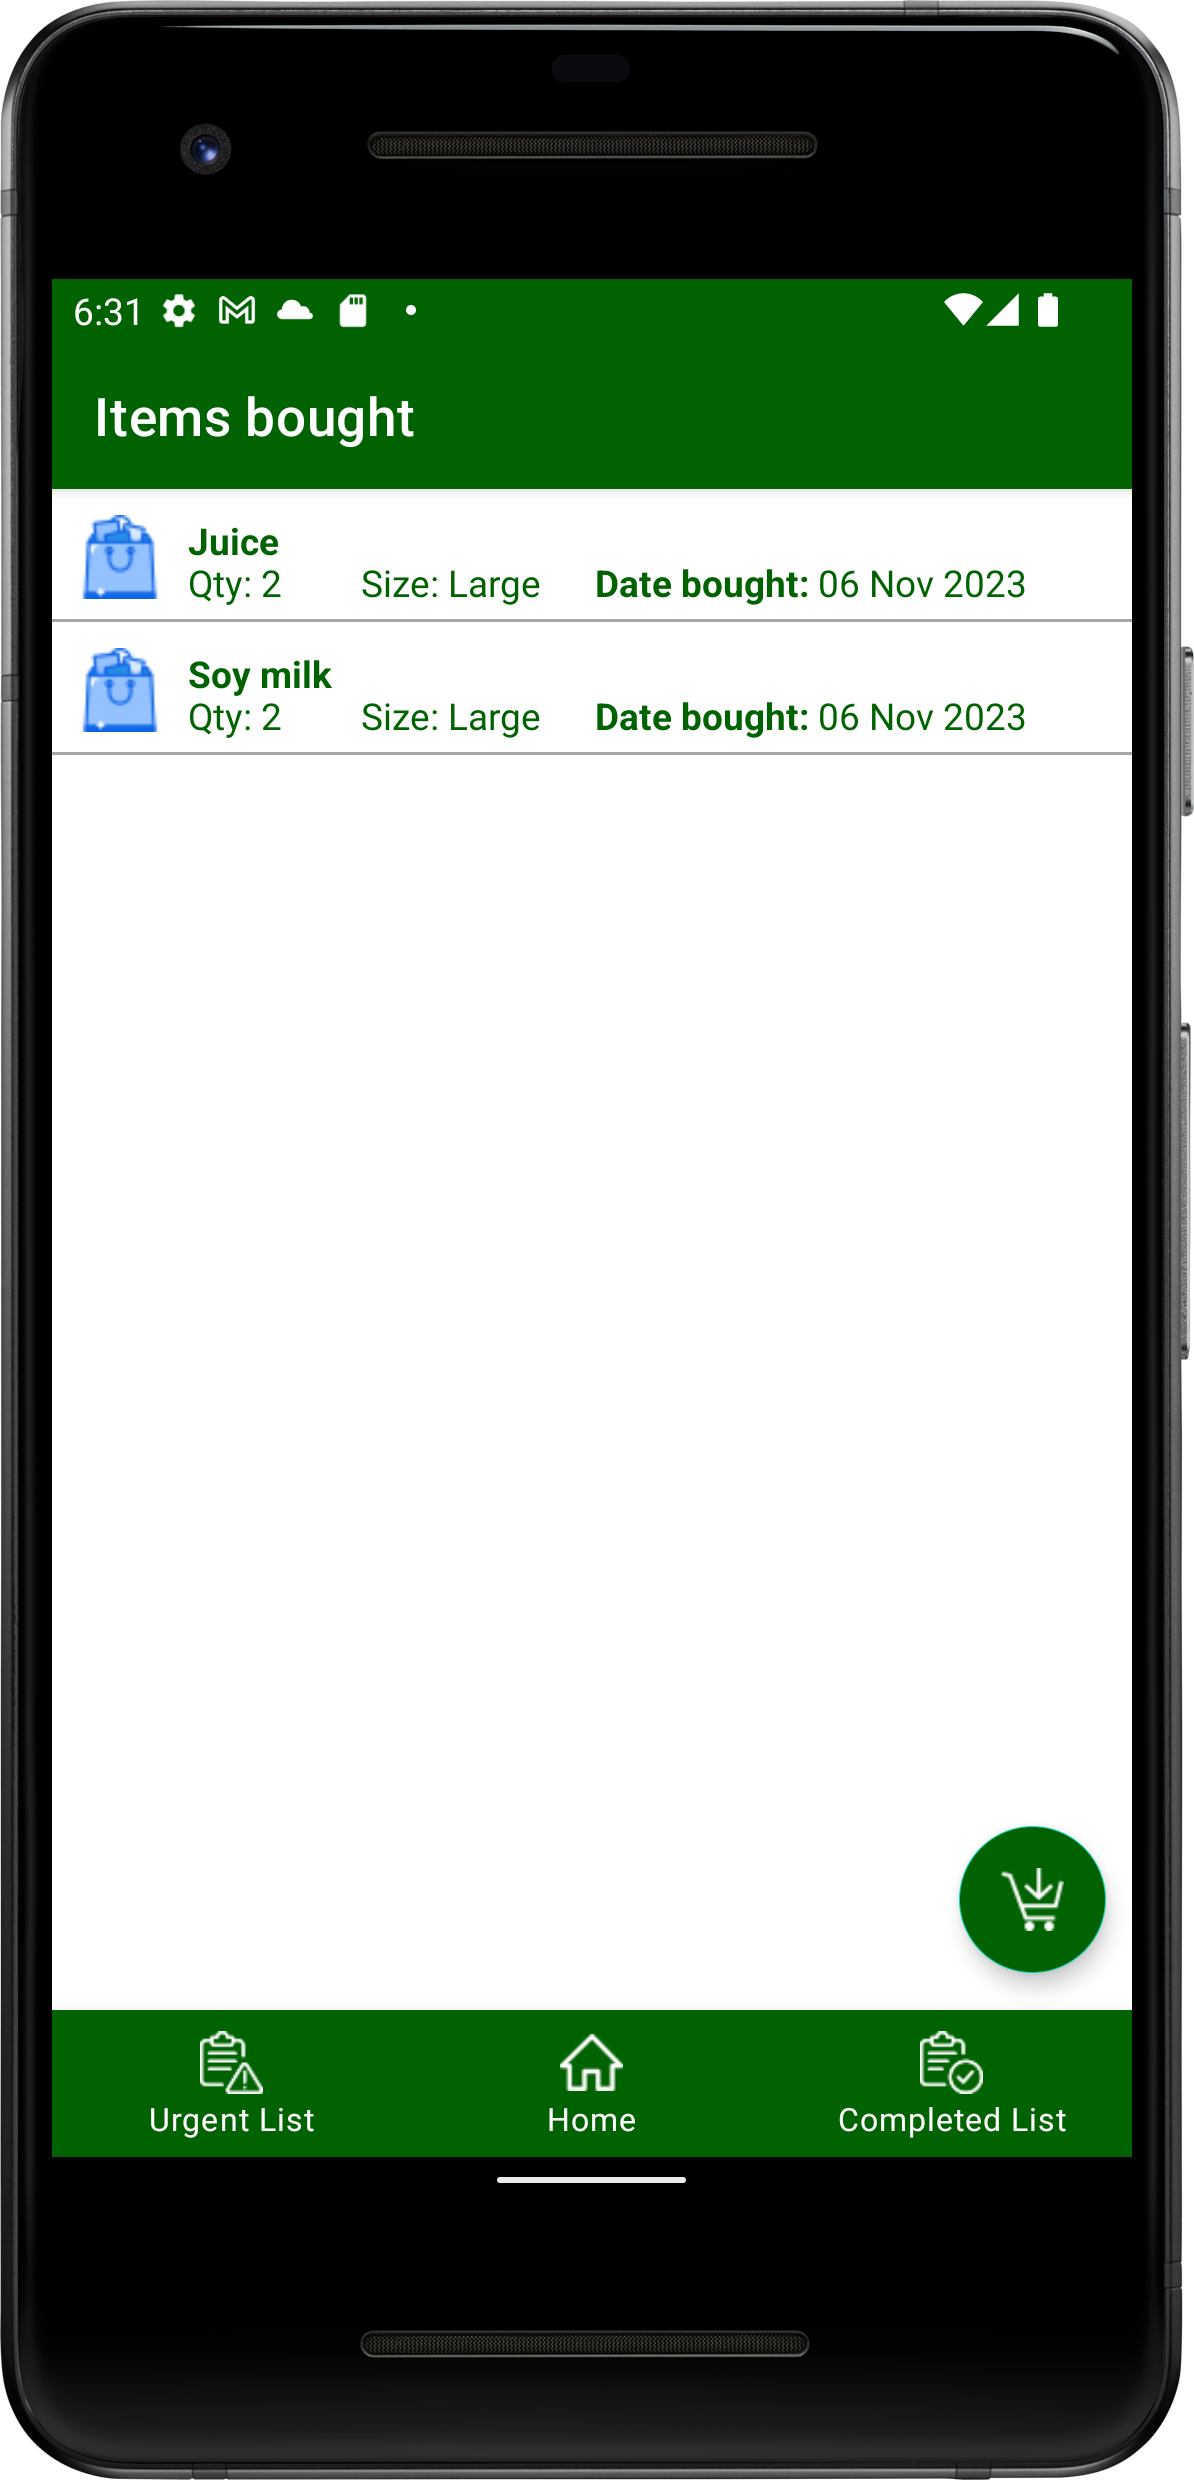 6:31
Items bought
Juice
Qty: 2 Size: Large Date bought: 06 Nov 2023
Soy milk
Qty: 2 Size: Large Date bought: 06 Nov 2023
Urgent List Home Completed List